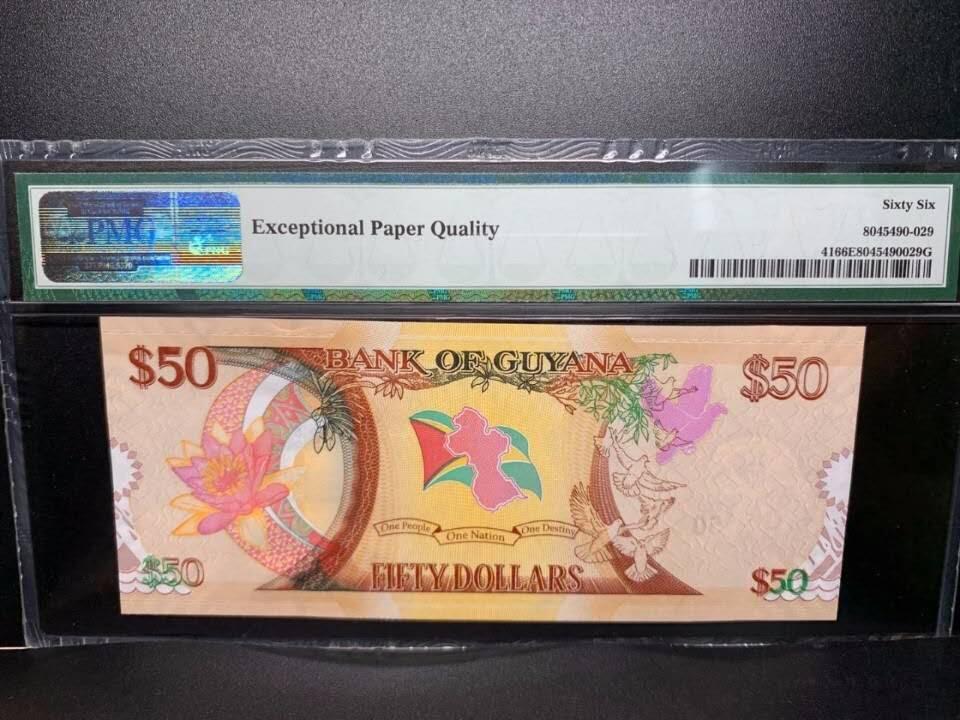 PMG
Exceptional Paper Quality
Sixty Six
8045490-029
4166E8045490029G
$50
BANK OF GUYANA
$50
One People
One Nation
One Destiny
$50
FIFTY DOLLARS
$50